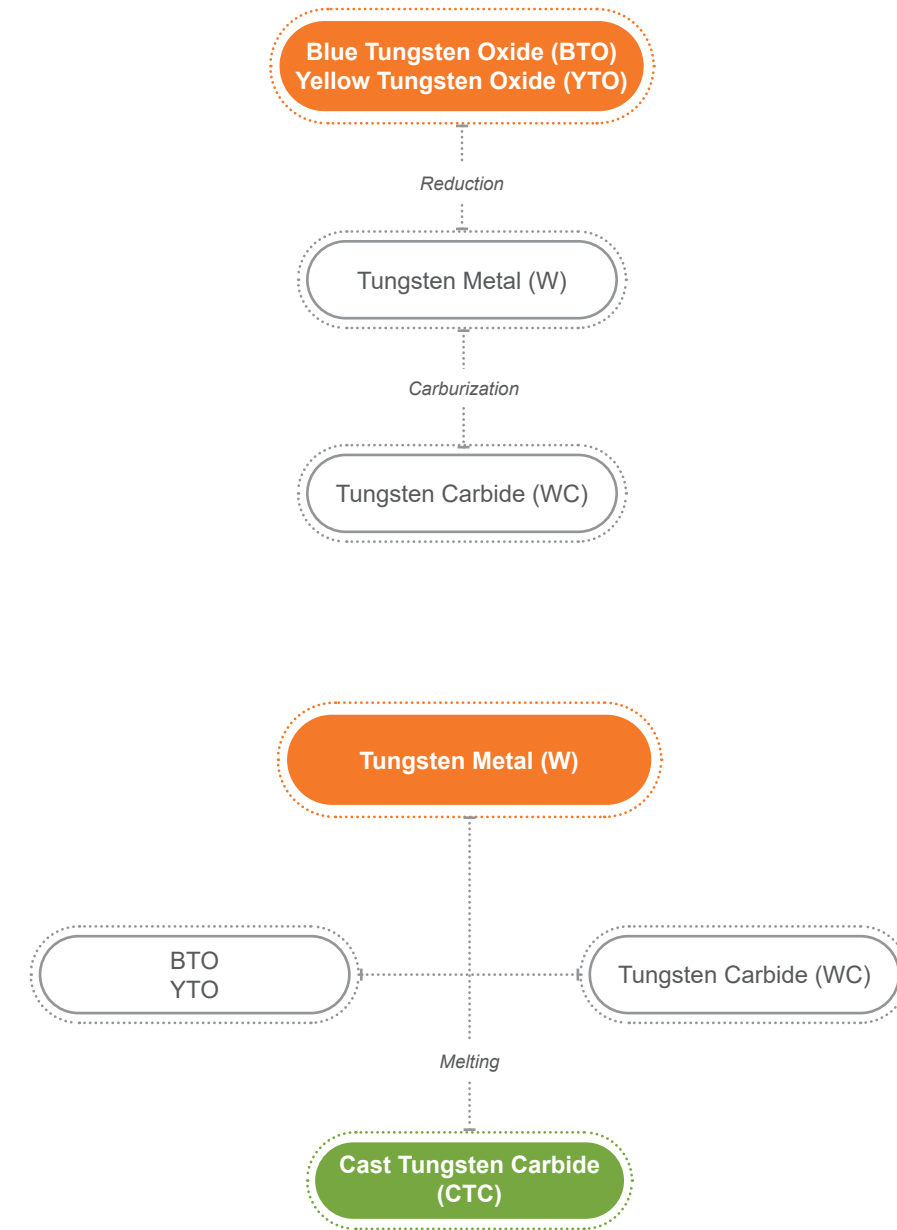 Blue Tungsten Oxide (BTO)
Yellow Tungsten Oxide (YTO)
Reduction
Tungsten Metal (W)
Carburization
Tungsten Carbide (WC)
Tungsten Metal (W)
BTO
YTO
Tungsten Carbide (WC)
Melting
Cast Tungsten Carbide
(CTC)